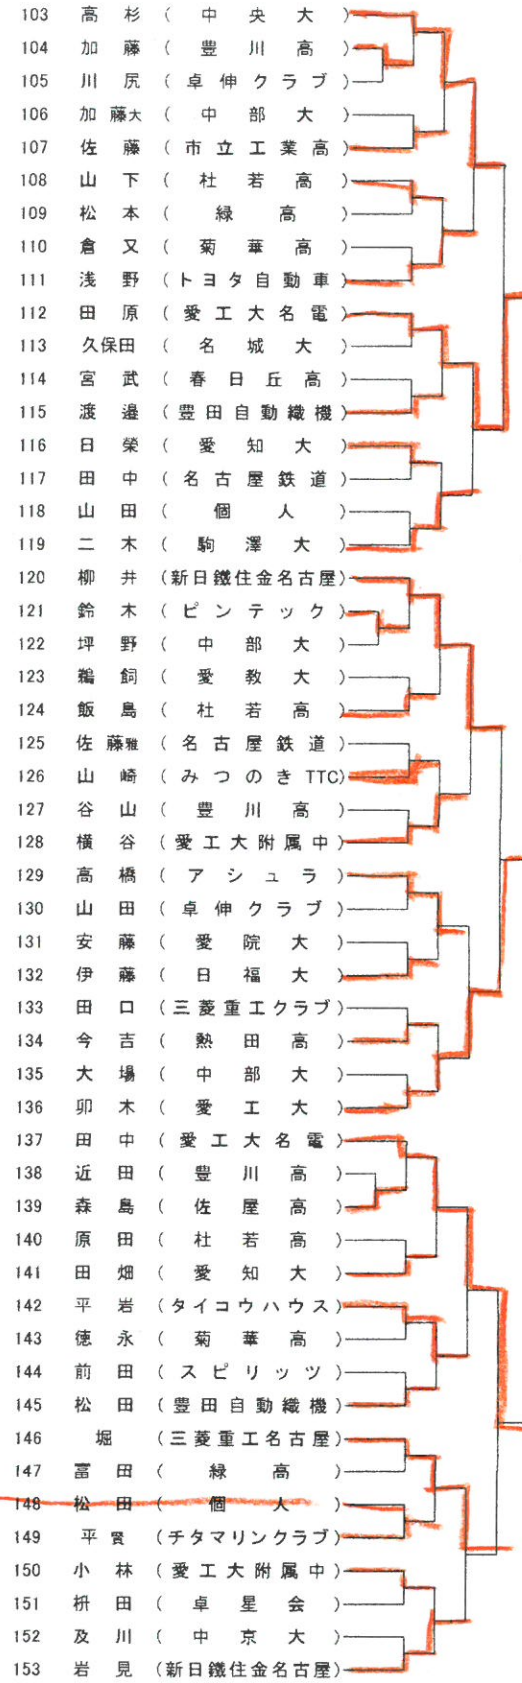 103 高杉 (中央大)
104 加藤 (豊川高)
105 川尻 (卓伸クラブ)
106 加藤大 (中部大)
107 佐藤 (市立工業高)
108 山下 (杜若高)
109 松本 (緑高)
110 倉又 (菊華高)
111 浅野 (トヨタ自動車)
112 田原 (愛工大名電)
113 久保田 (名城大)
114 宮武 (春日丘高)
115 渡邉 (豊田自動織機)
116 日榮 (愛知大)
117 田中 (名古屋鉄道)
118 山田 (個人)
119 二木 (駒澤大)
120 柳井 (新日鐵住金名古屋)
121 鈴木 (ピンテック)
122 坪野 (中部大)
123 鵜飼 (愛教大)
124 飯島 (杜若高)
125 佐藤雅 (名古屋鉄道)
126 山崎 (みつのきTTC)
127 谷山 (豊川高)
128 横谷 (愛工大附属中)
129 高橋 (アシュラ)
130 山田 (卓伸クラブ)
131 安藤 (愛院大)
132 伊藤 (日福大)
133 田口 (三菱重工クラブ)
134 今吉 (熱田高)
135 大場 (中部大)
136 卯木 (愛工大)
137 田中 (愛工大名電)
138 近田 (豊川高)
139 森島 (佐屋高)
140 原田 (杜若高)
141 田畑 (愛知大)
142 平岩 (タイコウハウス)
143 徳永 (菊華高)
144 前田 (スピリッツ)
145 松田 (豊田自動織機)
146 堀 (三菱重工名古屋)
147 冨田 (緑高)
148 松田 (個人)
149 平賢 (チタマリンクラブ)
150 小林 (愛工大附属中)
151 枡田 (卓星会)
152 及川 (中京大)
153 岩見 (新日鐵住金名古屋)